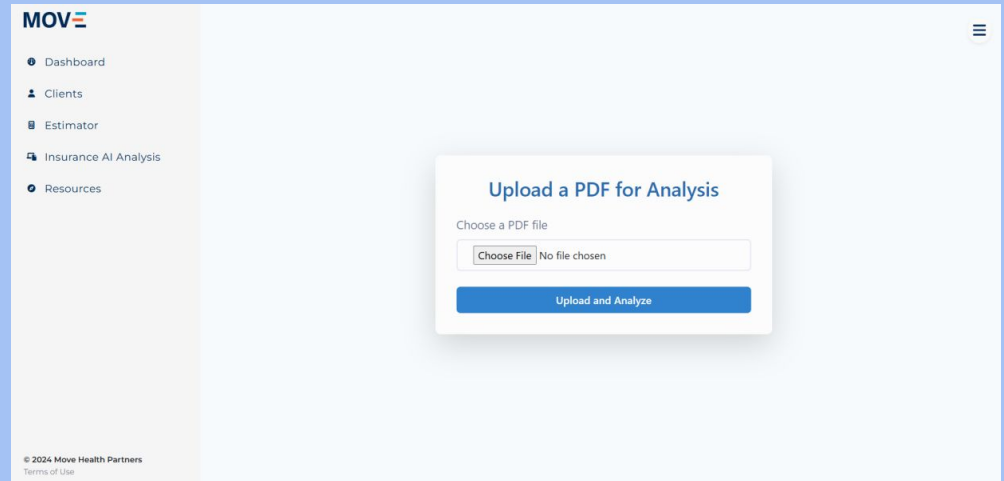 MOVE
Dashboard
Clients
Estimator
Insurance AI Analysis
Resources
Upload a PDF for Analysis
Choose a PDF file
Choose File No file chosen
Upload and Analyze
© 2024 Move Health Partners
Terms of Use